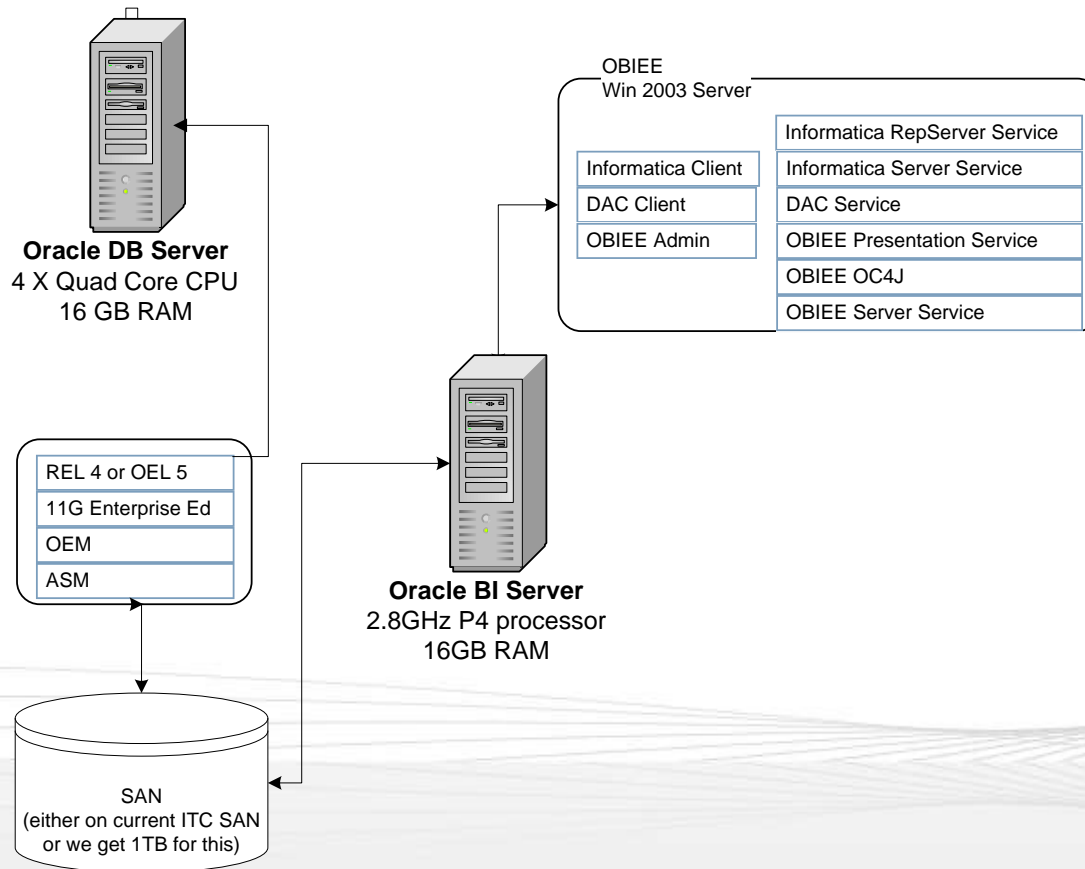 Oracle DB Server
4 X Quad Core CPU
16 GB RAM
OBIEE
Win 2003 Server
Informatica Client
DAC Client
OBIEE Admin
Informatica RepServer Service
Informatica Server Service
DAC Service
OBIEE Presentation Service
OBIEE OC4J
OBIEE Server Service
REL 4 or OEL 5
11G Enterprise Ed
OEM
ASM
Oracle BI Server
2.8GHz P4 processor
16GB RAM
SAN
(either on current ITC SAN
or we get 1TB for this)